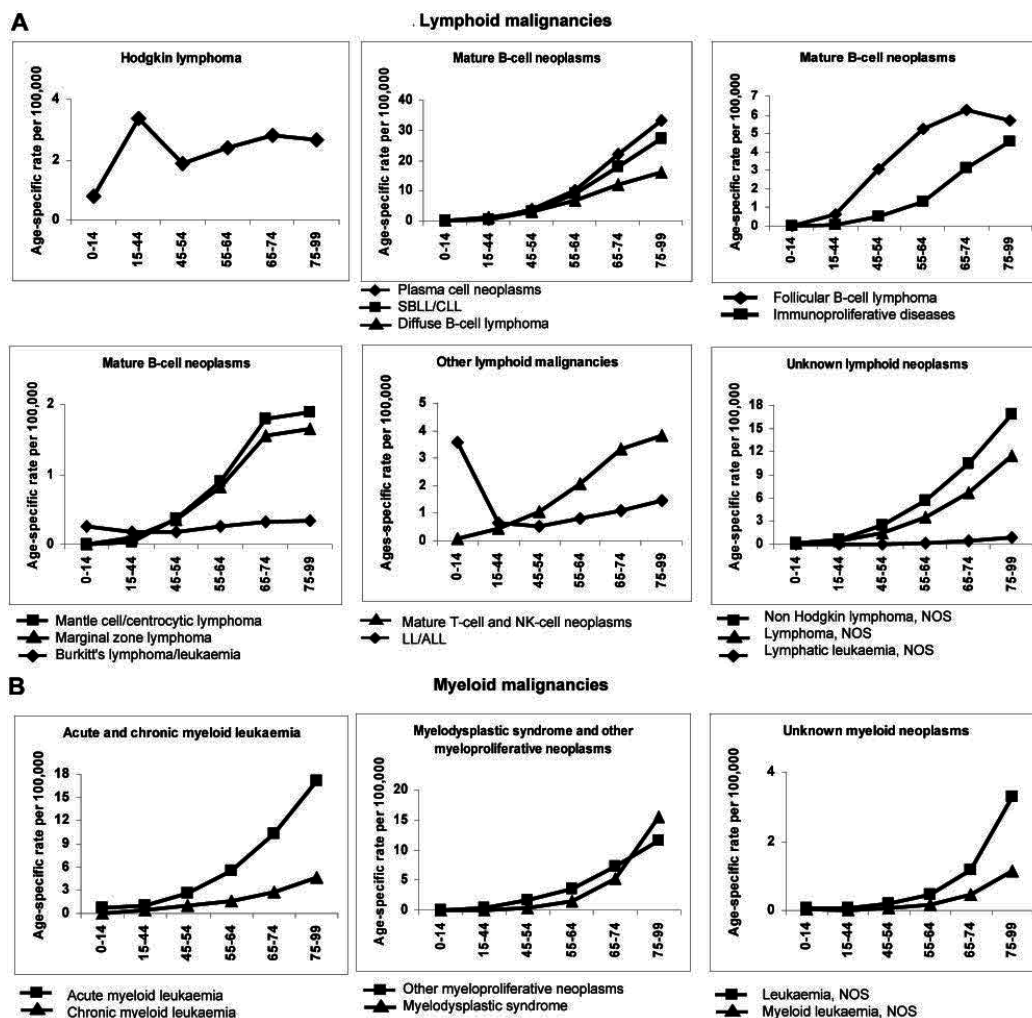 A
. Lymphoid malignancies
Hodgkin lymphoma
Age-specific rate per 100,000
4
2
0
0-14
15-44
45-54
55-64
65-74
75-99
Mature B-cell neoplasms
Age-specific rate per 100,000
40
30
20
10
0
0-14
15-44
45-54
55-64
65-74
75-99
Plasma cell neoplasms
SBLL/CLL
Diffuse B-cell lymphoma
Mature B-cell neoplasms
Age-specific rate per 100,000
7
6
5
4
3
2
1
0
0-14
15-44
45-54
55-64
65-74
75-99
Follicular B-cell lymphoma
Immunoproliferative diseases
Mature B-cell neoplasms
Age-specific rate per 100,000
2
1
0
0-14
15-44
45-54
55-64
65-74
75-99
Mantle cell/centrocytic lymphoma
Marginal zone lymphoma
Burkitt's lymphoma/leukaemia
Other lymphoid malignancies
Ages-specific rate per 100,000
5
4
3
2
1
0
0-14
15-44
45-54
55-64
65-74
75-99
Mature T-cell and NK-cell neoplasms
LL/ALL
Unknown lymphoid neoplasms
Age-specific rate per 100,000
18
15
12
9
6
3
0
0-14
15-44
45-54
55-64
65-74
75-99
Non Hodgkin lymphoma, NOS
Lymphoma, NOS
Lymphatic leukaemia, NOS
B
Myeloid malignancies
Acute and chronic myeloid leukaemia
Age-specific rate per 100,000
18
15
12
9
6
3
0
0-14
15-44
45-54
55-64
65-74
75-99
Acute myeloid leukaemia
Chronic myeloid leukaemia
Myelodysplastic syndrome and other
myeloproliferative neoplasms
Age-specific rate per 100,000
20
15
10
5
0
0-14
15-44
45-54
55-64
65-74
75-99
Other myeloproliferative neoplasms
Myelodysplastic syndrome
Unknown myeloid neoplasms
Age-specific rate per 100,000
4
2
0
0-14
15-44
45-54
55-64
65-74
75-99
Leukaemia, NOS
Myeloid leukaemia, NOS